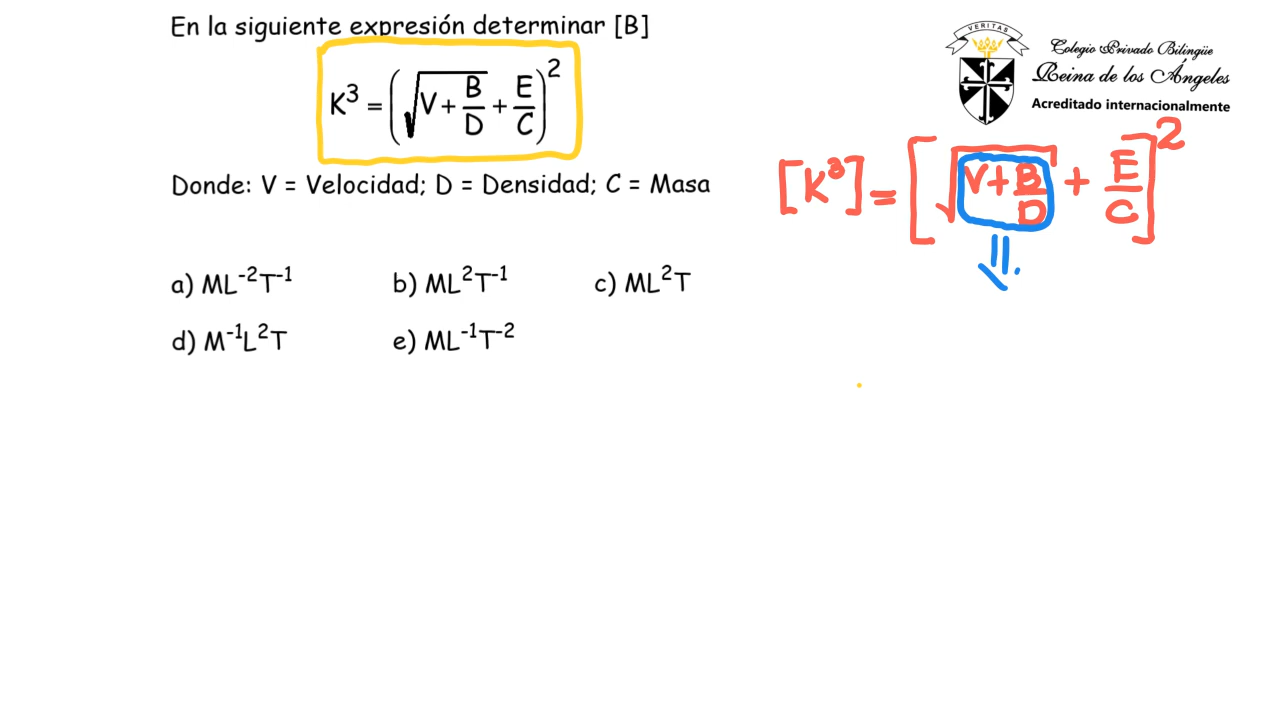 En la siguiente expresión determinar [B]
K³ = (√(V + B/D) + E/C)²
Donde: V = Velocidad; D = Densidad; C = Masa
a) ML⁻²T⁻¹ b) ML²T⁻¹ c) ML²T
d) M⁻¹L²T e) ML⁻¹T⁻²
VERITAS
Colegio Privado Bilingüe
Reina de los Ángeles
Acreditado internacionalmente
[K³] = [√(V + B/D) + E/C]²